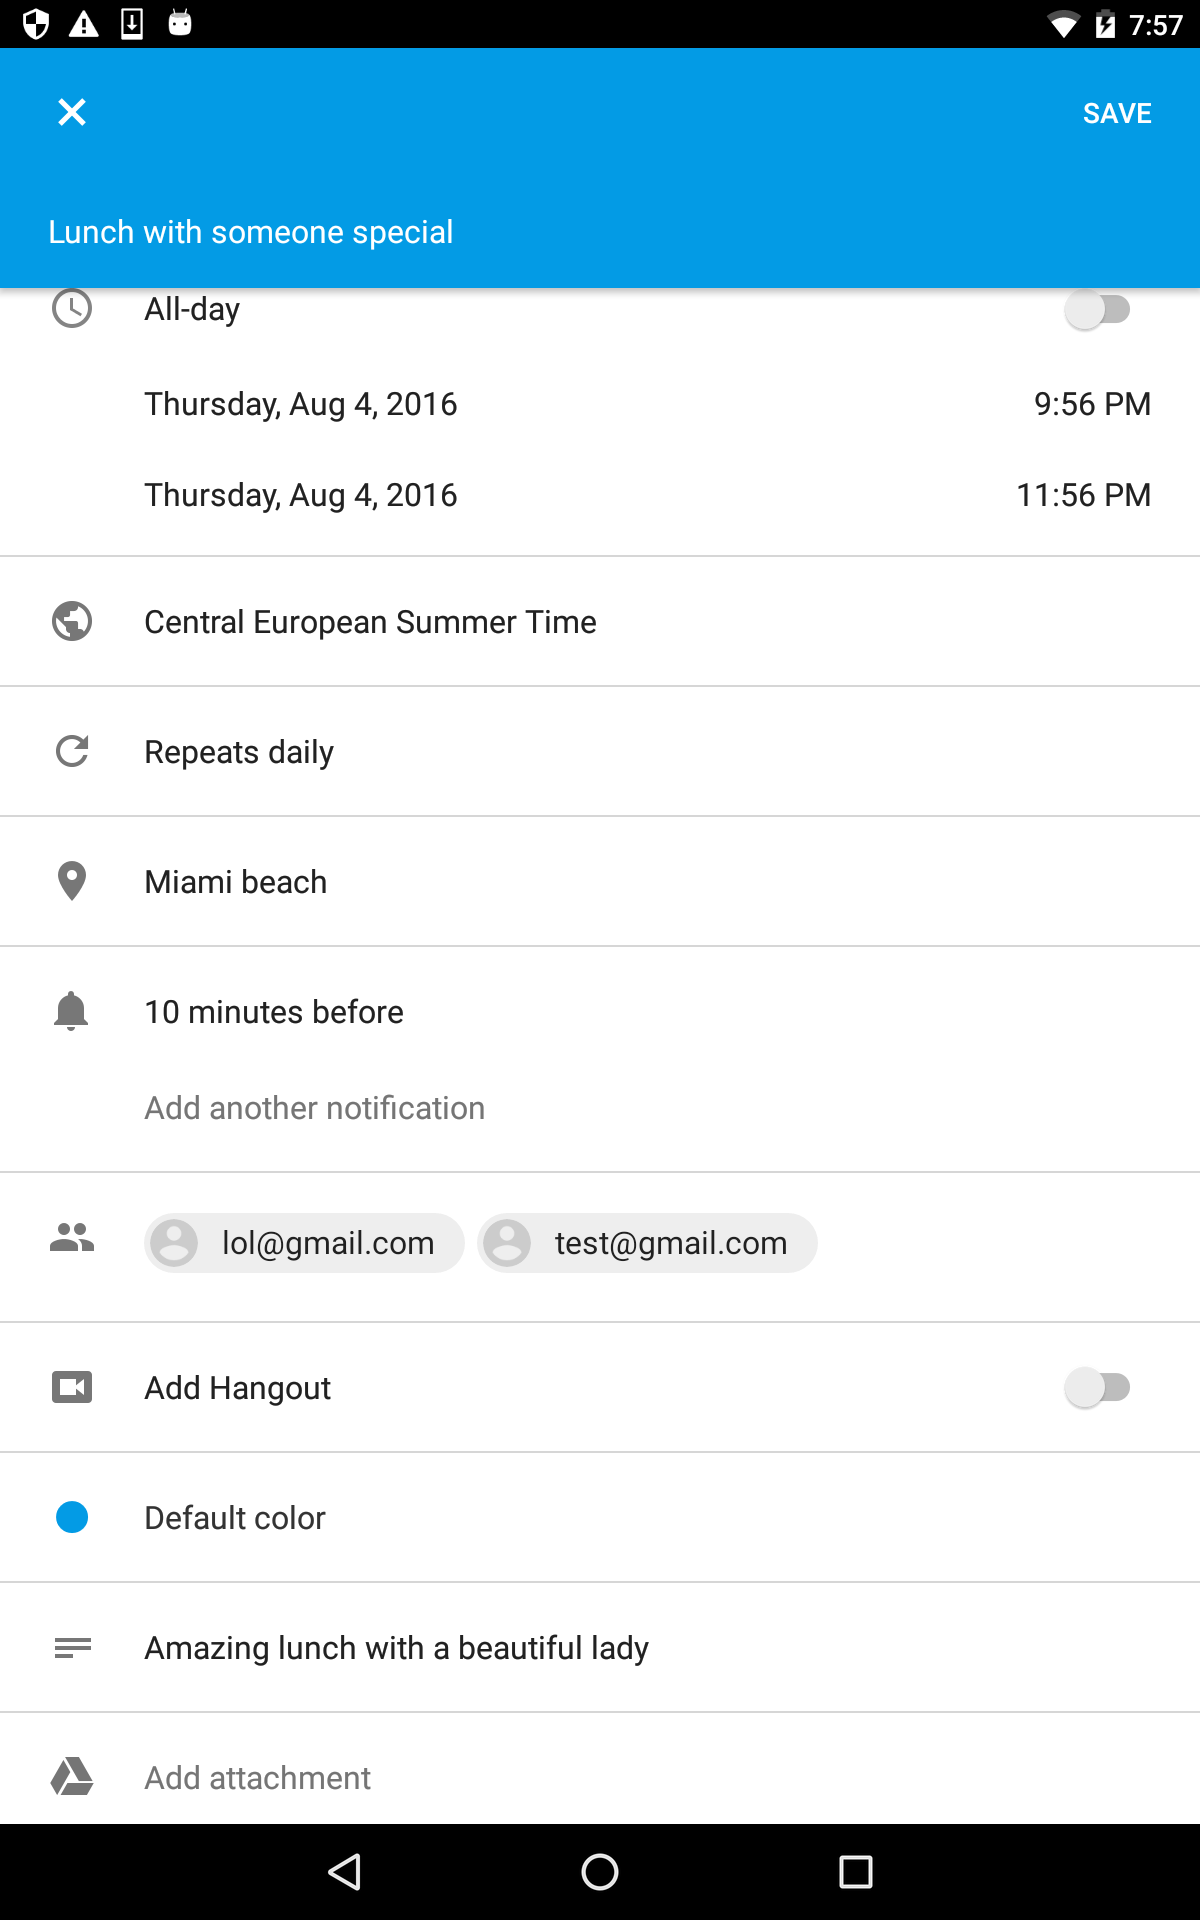 7:57
SAVE
Lunch with someone special
All-day
Thursday, Aug 4, 2016 9:56 PM
Thursday, Aug 4, 2016 11:56 PM
Central European Summer Time
Repeats daily
Miami beach
10 minutes before
Add another notification
lol@gmail.com test@gmail.com
Add Hangout
Default color
Amazing lunch with a beautiful lady
Add attachment